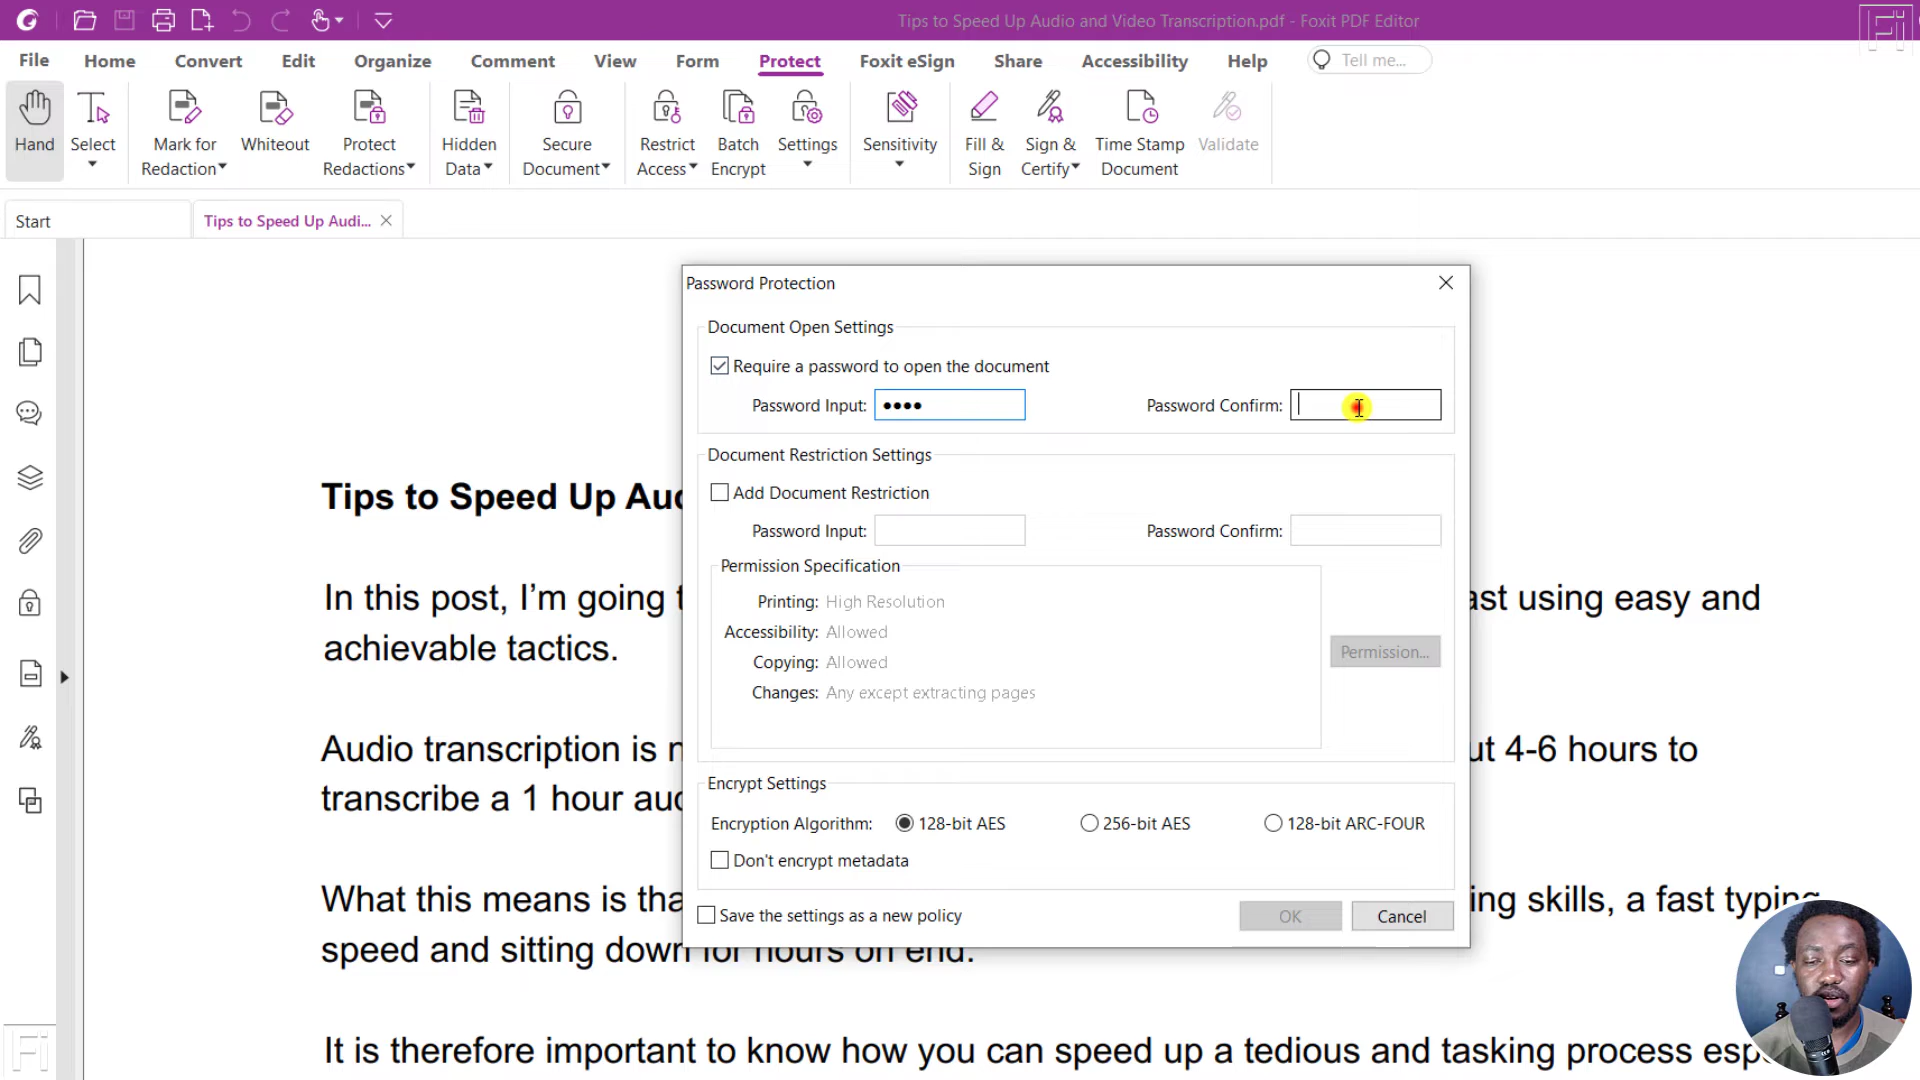 Tips to Speed Up Audio and Video Transcription.pdf - Foxit PDF Editor
File Home Convert Edit Organize Comment View Form Protect Foxit eSign Share Accessibility Help Tell me...
Hand
Select
Mark for
Redaction
Whiteout
Protect
Redactions
Hidden
Data
Secure
Document
Restrict
Access
Batch
Encrypt
Settings
Sensitivity
Fill &
Sign
Sign &
Certify
Time Stamp
Document
Validate
Start
Tips to Speed Up Audi...
Password Protection
Document Open Settings
Require a password to open the document
Password Input: ●●●● Password Confirm:
Document Restriction Settings
Add Document Restriction
Password Input: Password Confirm:
Permission Specification
Printing: High Resolution
Accessibility: Allowed
Copying: Allowed
Changes: Any except extracting pages
Permission...
Encrypt Settings
Encryption Algorithm: 128-bit AES 256-bit AES 128-bit ARC-FOUR
Don't encrypt metadata
Save the settings as a new policy
OK Cancel
Tips to Speed Up
In this post, I'm going using easy and
achievable tactics.
Audio transcription is 4-6 hours to
transcribe a 1 hour
What this means is skills, a fast typing
speed and sitting down for hours on end.
It is therefore important to know how you can speed up a tedious and tasking process
Fi
Fi